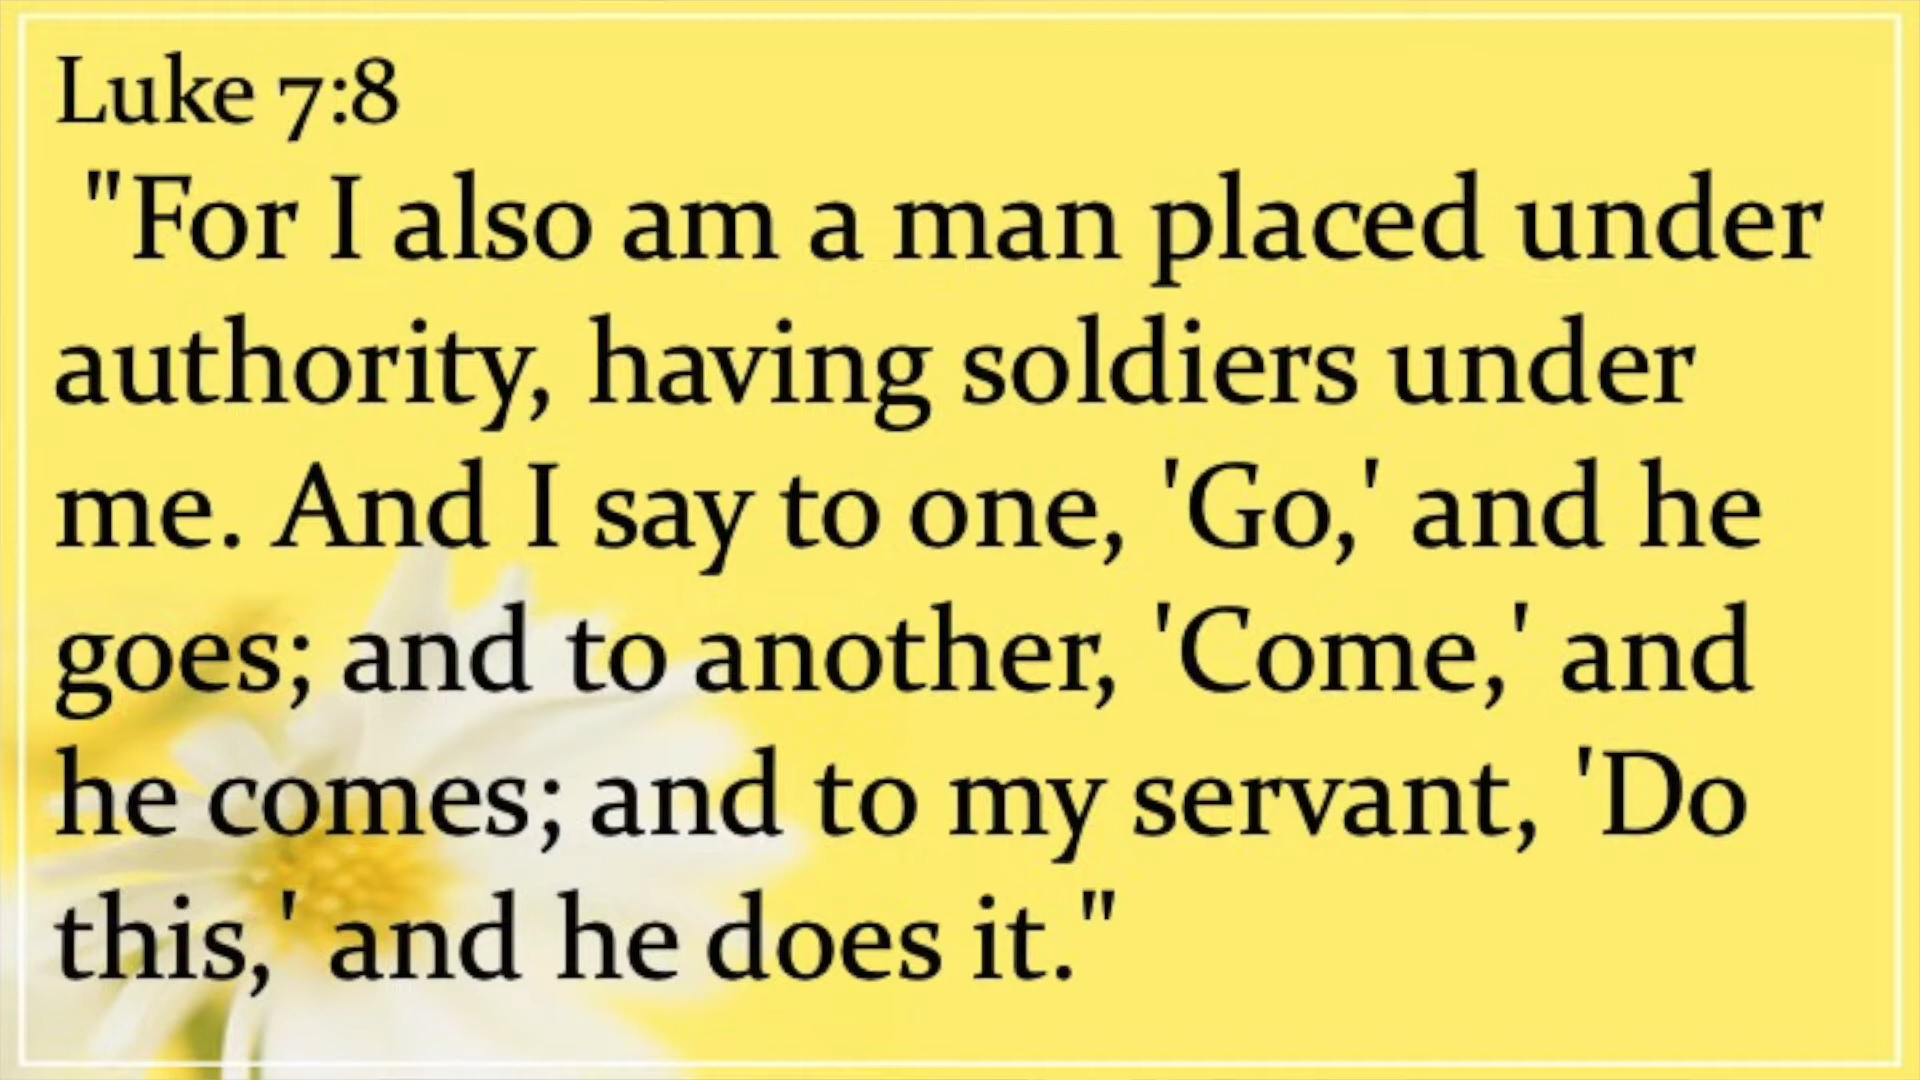 Luke 7:8
"For I also am a man placed under
authority, having soldiers under
me. And I say to one, 'Go,' and he
goes; and to another, 'Come,' and
he comes; and to my servant, 'Do
this,' and he does it."